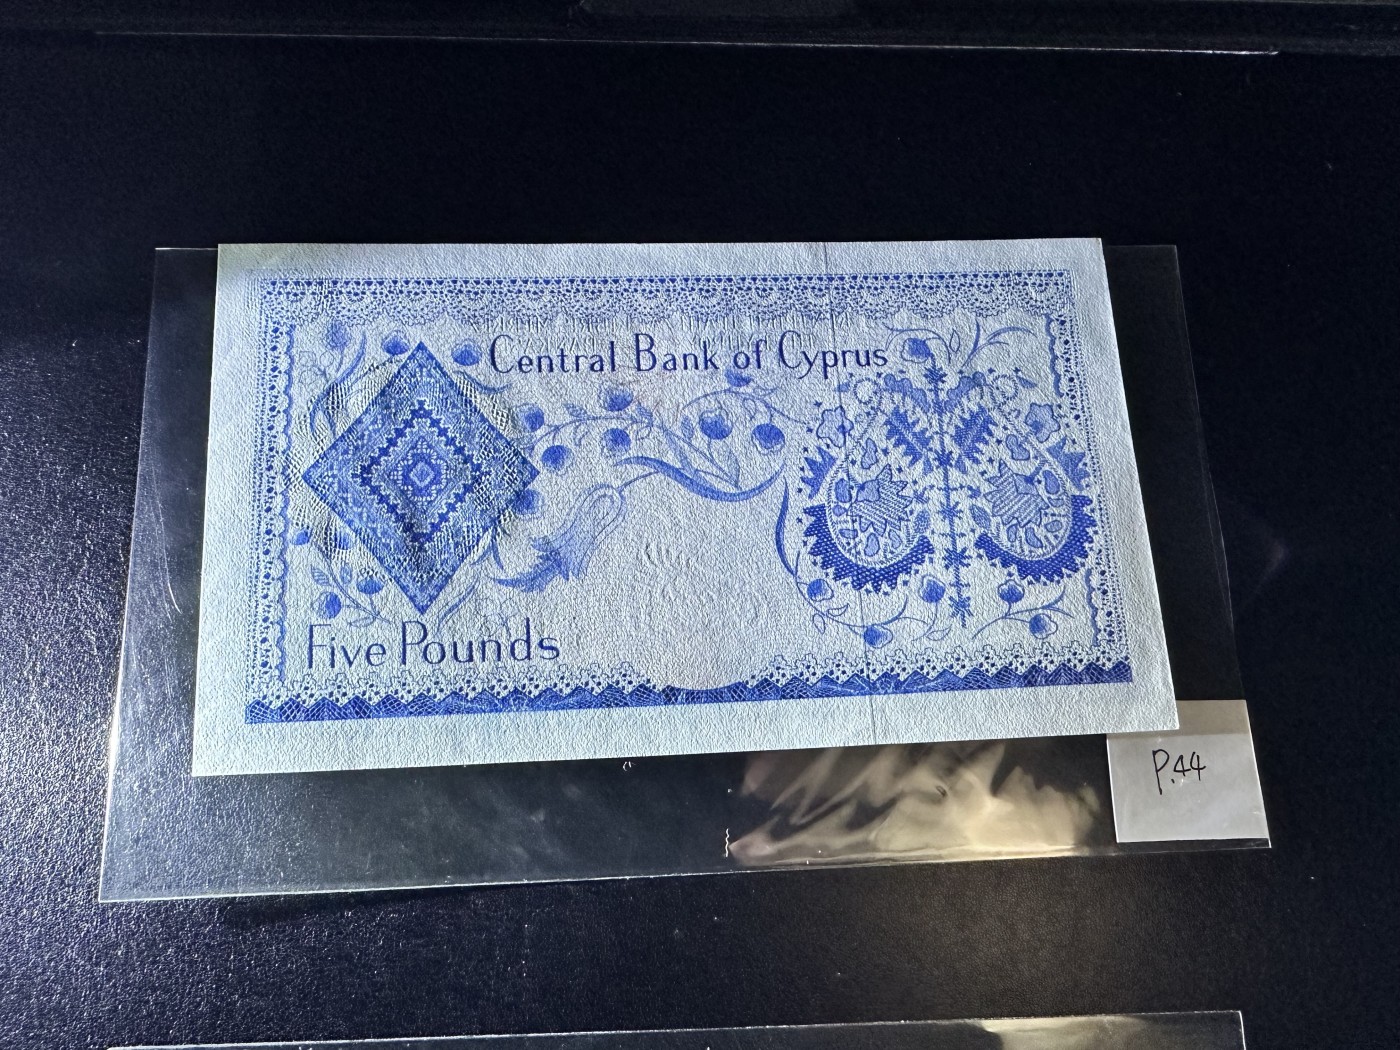 Central Bank of Cyprus
Five Pounds
P.44